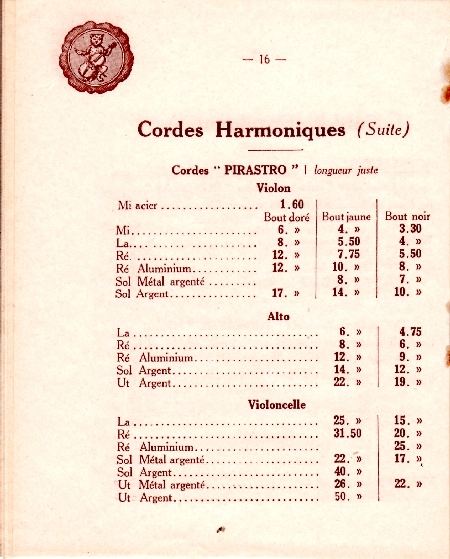 — 16 —
Cordes Harmoniques (Suite)
Cordes " PIRASTRO " | longueur juste
Violon
Mi acier .................. 1.60
Bout doré Bout jaune Bout noir
Mi........................... 6. » 4. » 3.30
La.... ..................... 8. » 5.50 4. »
Ré........................... 12. » 7.75 5.50
Ré Aluminium............. 12. » 10. » 8. »
Sol Métal argenté .......... 8. » 7. »
Sol Argent.................. 17. » 14. » 10. »
Alto
La ........................................ 6. » 4.75
Ré ........................................ 8. » 6. »
Ré Aluminium........................... 12. » 9. »
Sol Argent............................... 14. » 12. »
Ut Argent............................... 22. » 19. »
Violoncelle
La ........................................ 25. » 15. »
Ré ........................................ 31.50 20. »
Ré Aluminium........................... 25. »
Sol Métal argenté........................ 22. » 17. »
Sol Argent............................... 40. »
Ut Métal argenté........................ 26. » 22. »
Ut Argent............................... 50. »